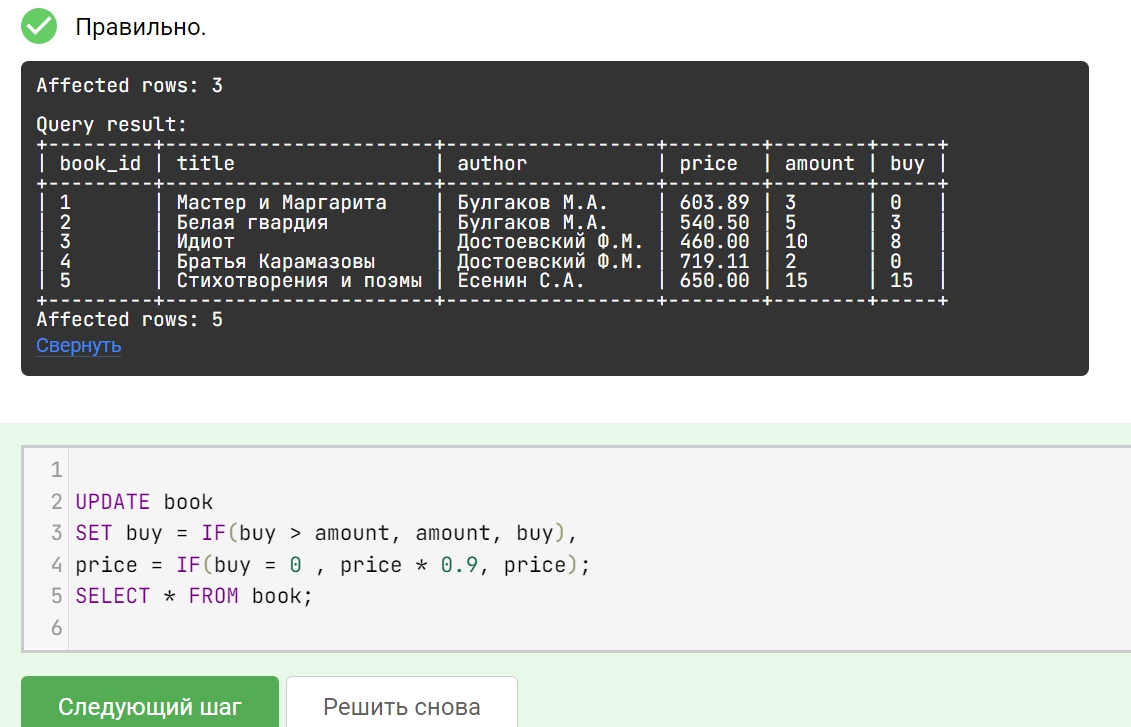 Правильно.
Affected rows: 3
Query result:
+---------+-----------------------+------------------+--------+--------+-----+
| book_id | title                 | author           | price  | amount | buy |
+---------+-----------------------+------------------+--------+--------+-----+
| 1       | Мастер и Маргарита    | Булгаков М.А.    | 603.89 | 3      | 0   |
| 2       | Белая гвардия         | Булгаков М.А.    | 540.50 | 5      | 3   |
| 3       | Идиот                 | Достоевский Ф.М. | 460.00 | 10     | 8   |
| 4       | Братья Карамазовы     | Достоевский Ф.М. | 719.11 | 2      | 0   |
| 5       | Стихотворения и поэмы | Есенин С.А.      | 650.00 | 15     | 15  |
+---------+-----------------------+------------------+--------+--------+-----+
Affected rows: 5
Свернуть
1
2 UPDATE book
3 SET buy = IF(buy > amount, amount, buy),
4 price = IF(buy = 0 , price * 0.9, price);
5 SELECT * FROM book;
6
Следующий шаг Решить снова